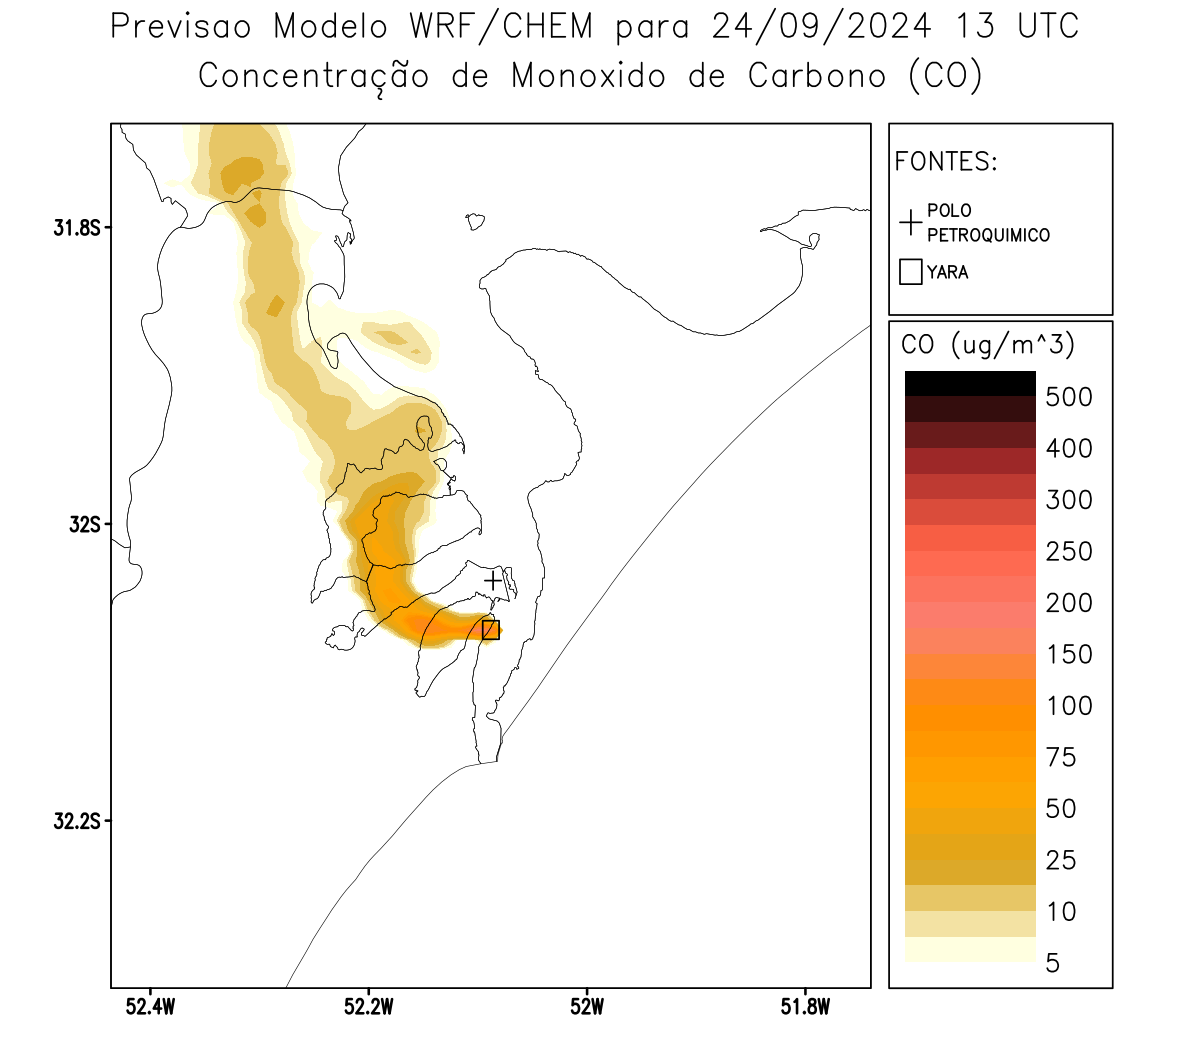 Previsao Modelo WRF/CHEM para 24/09/2024 13 UTC
Concentração de Monoxido de Carbono (CO)
FONTES:
POLO
PETROQUIMICO
YARA
CO (ug/m^3)
500
400
300
250
200
150
100
75
50
25
10
5
31.8S
32S
32.2S
52.4W
52.2W
52W
51.8W